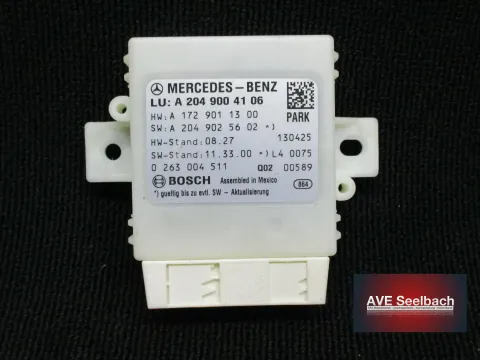 MERCEDES-BENZ
LU: A 204 900 41 06
HW: A 172 901 13 00
PARK
SW: A 204 902 56 02 *)
130425
HW-Stand: 08.27
SW-Stand: 11.33.00 *) L4 0075
0 263 004 511 Q02 00589
BOSCH Assembled in Mexico
864
*) gueltig bis zu evtl. SW - Aktualisierung
AVE Seelbach